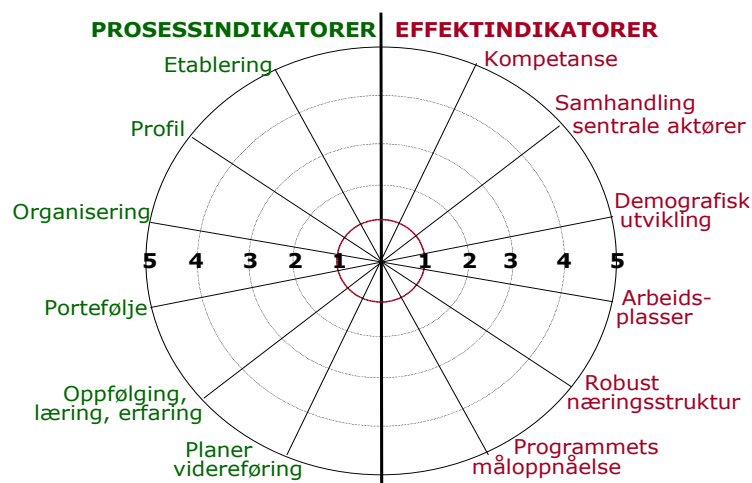 PROSESSINDIKATORER
EFFEKTINDIKATORER
Etablering
Profil
Organisering
Portefølje
Oppfølging,
læring, erfaring
Planer
videreføring
Kompetanse
Samhandling
sentrale aktører
Demografisk
utvikling
Arbeids-
plasser
Robust
næringsstruktur
Programmets
måloppnåelse
5 4 3 2 1 1 2 3 4 5